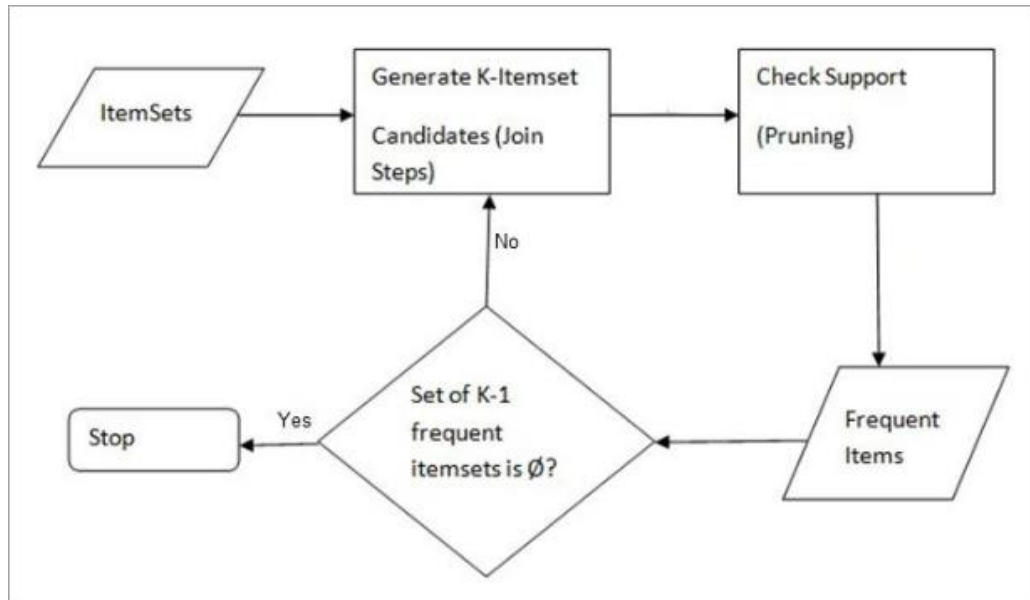 ItemSets
Generate K-Itemset
Candidates (Join
Steps)
Check Support
(Pruning)
No
Set of K-1
frequent
itemsets is Ø?
Yes
Stop
Frequent
Items